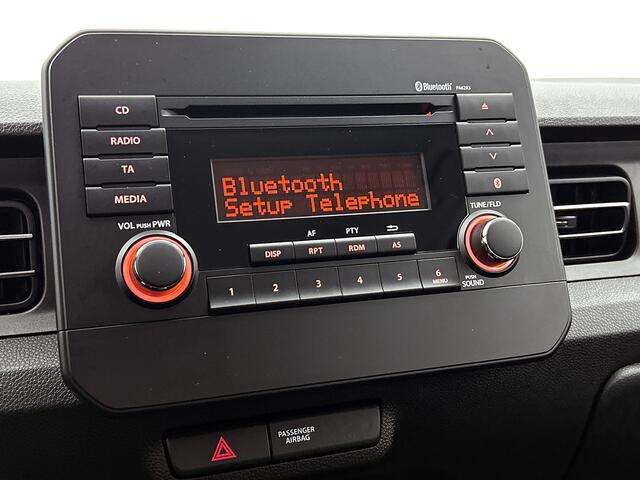 Bluetooth®
PA6283
CD
RADIO
TA
MEDIA
Bluetooth
Setup Telephone
VOL PUSH PWR
TUNE/FLD
AF
PTY
DISP
RPT
RDM
AS
1
2
3
4
5
6
MENU
PUSH
SOUND
PASSENGER
AIRBAG